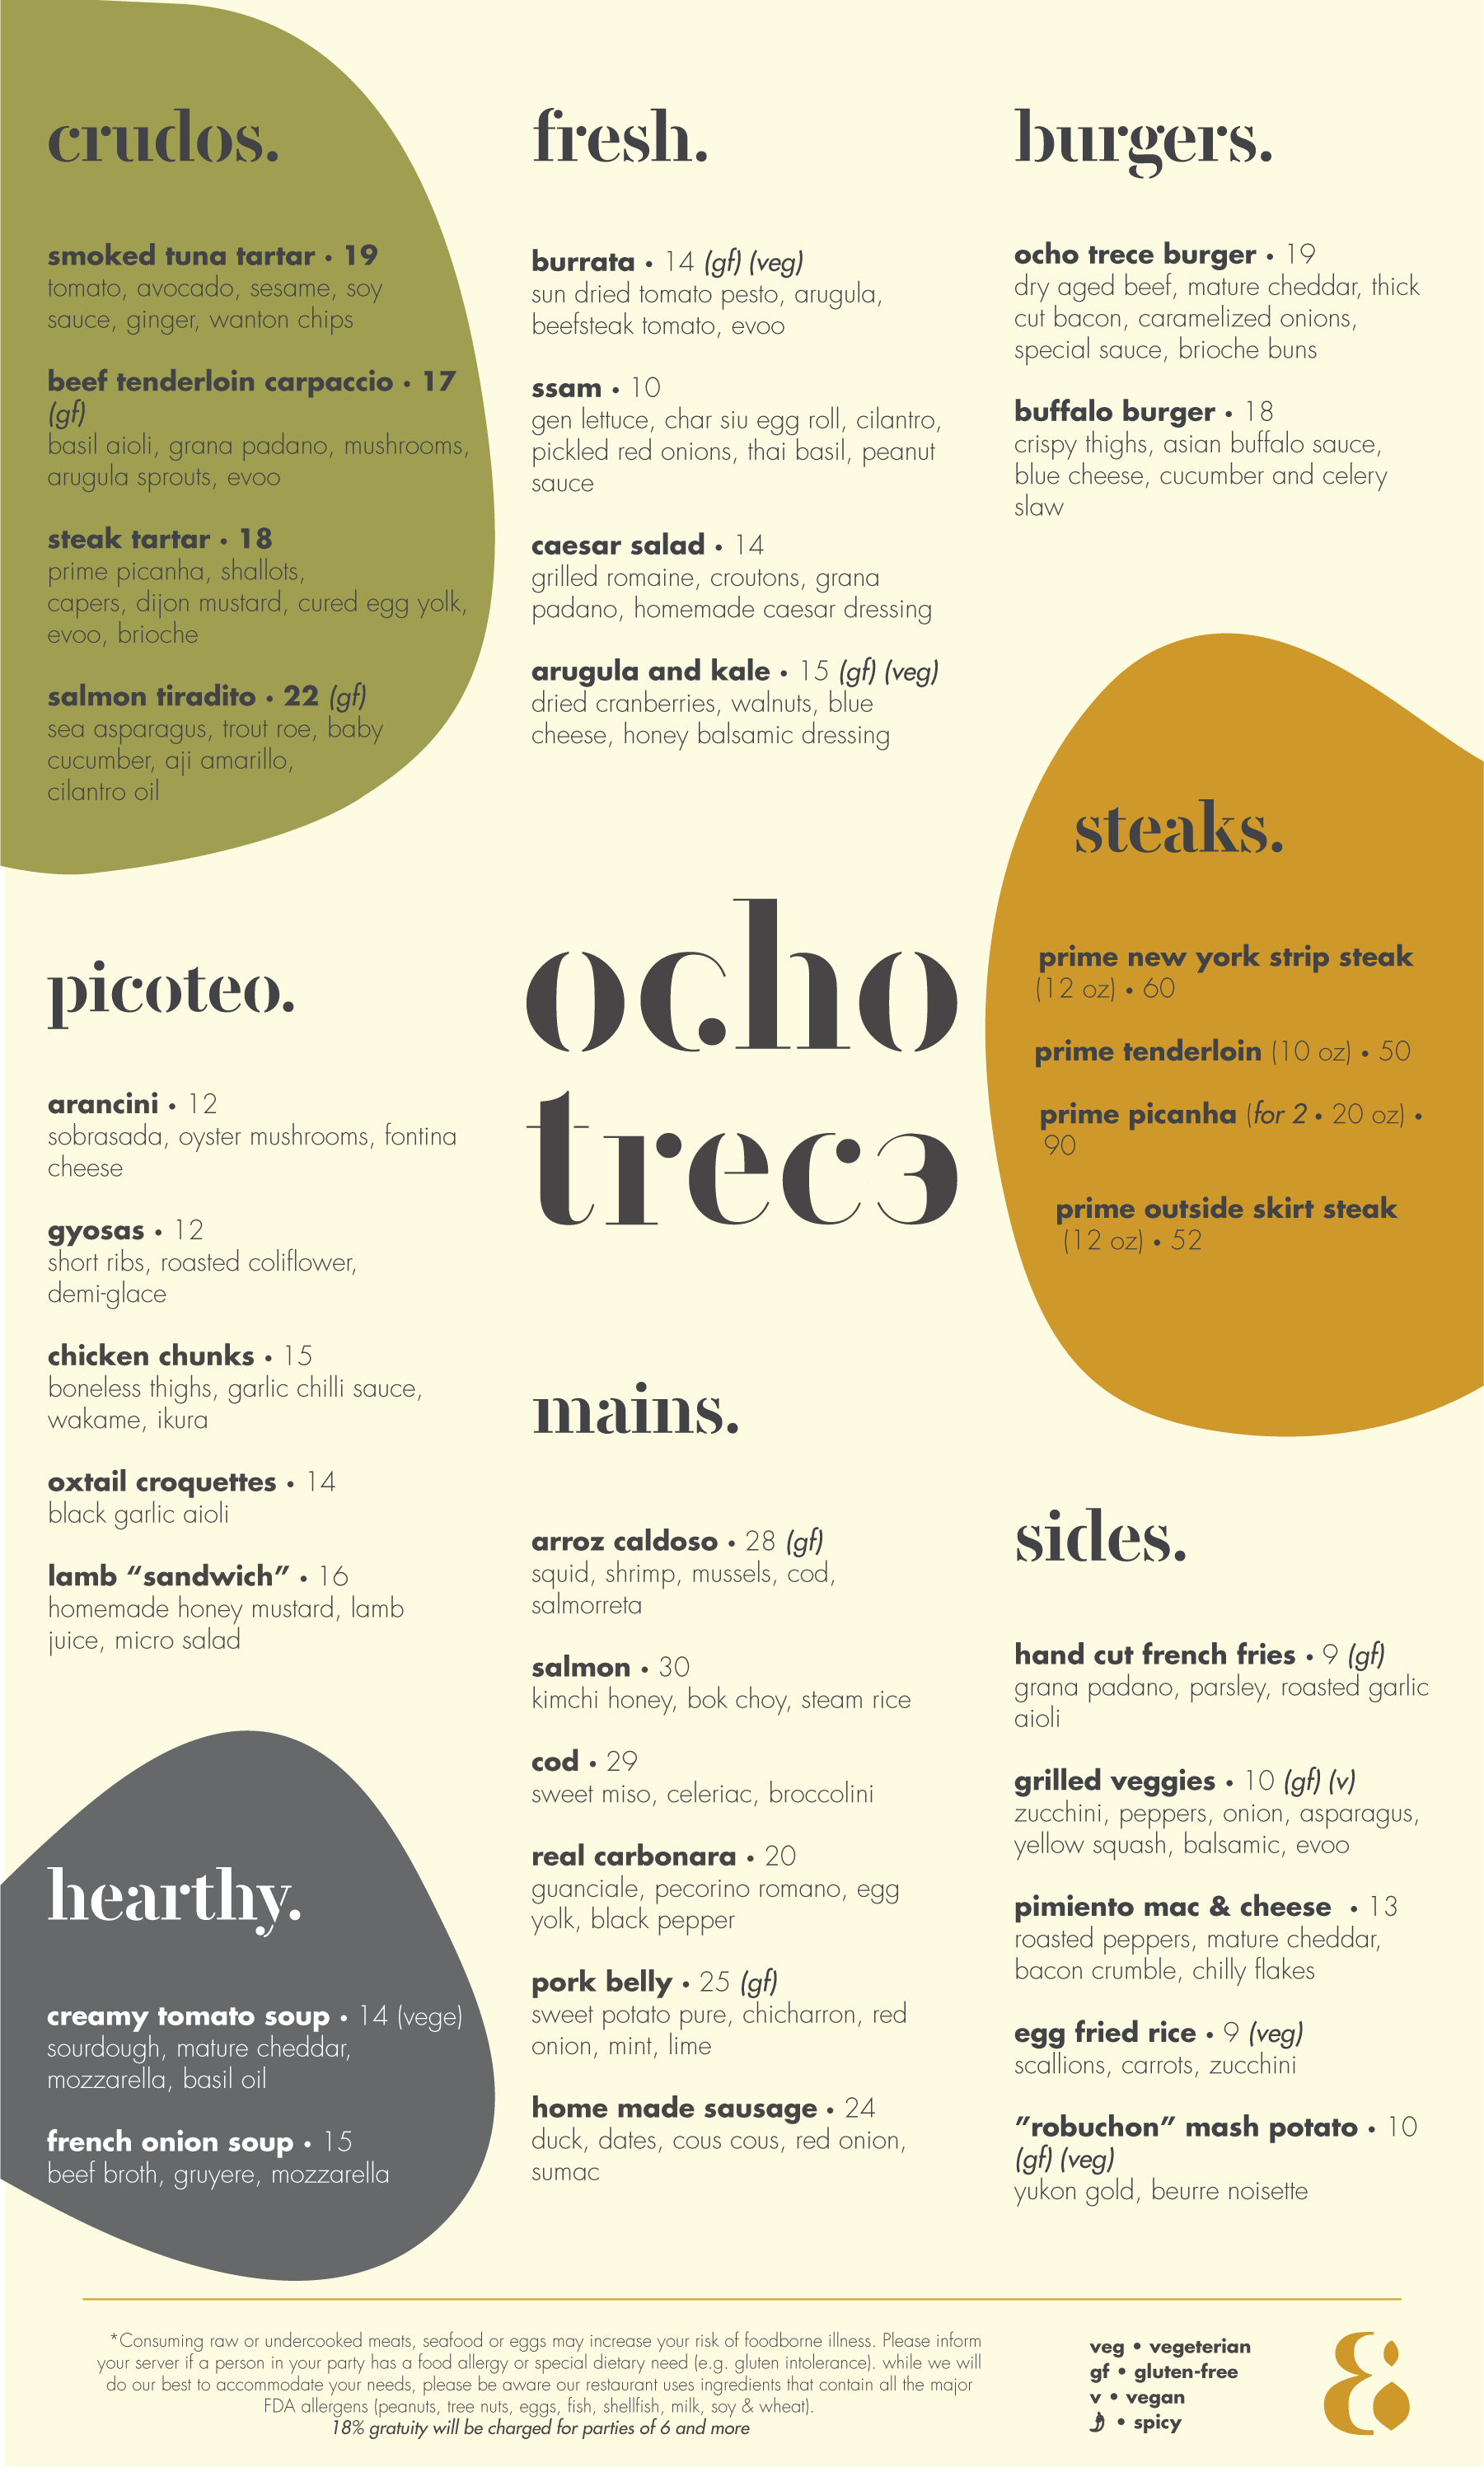 crudos.
smoked tuna tartar • 19
tomato, avocado, sesame, soy
sauce, ginger, wanton chips
beef tenderloin carpaccio • 17
(gf)
basil aioli, grana padano, mushrooms,
arugula sprouts, evoo
steak tartar • 18
prime picanha, shallots,
capers, dijon mustard, cured egg yolk,
evoo, brioche
salmon tiradito • 22 (gf)
sea asparagus, trout roe, baby
cucumber, aji amarillo,
cilantro oil
picoteo.
arancini • 12
sobrasada, oyster mushrooms, fontina
cheese
gyosas • 12
short ribs, roasted coliflower,
demi-glace
chicken chunks • 15
boneless thighs, garlic chilli sauce,
wakame, ikura
oxtail croquettes • 14
black garlic aioli
lamb “sandwich” • 16
homemade honey mustard, lamb
juice, micro salad
hearthy.
creamy tomato soup • 14 (vege)
sourdough, mature cheddar,
mozzarella, basil oil
french onion soup • 15
beef broth, gruyere, mozzarella
fresh.
burrata • 14 (gf) (veg)
sun dried tomato pesto, arugula,
beefsteak tomato, evoo
ssam • 10
gen lettuce, char siu egg roll, cilantro,
pickled red onions, thai basil, peanut
sauce
caesar salad • 14
grilled romaine, croutons, grana
padano, homemade caesar dressing
arugula and kale • 15 (gf) (veg)
dried cranberries, walnuts, blue
cheese, honey balsamic dressing
ocho
trece
mains.
arroz caldoso • 28 (gf)
squid, shrimp, mussels, cod,
salmorreta
salmon • 30
kimchi honey, bok choy, steam rice
cod • 29
sweet miso, celeriac, broccolini
real carbonara • 20
guanciale, pecorino romano, egg
yolk, black pepper
pork belly • 25 (gf)
sweet potato pure, chicharron, red
onion, mint, lime
home made sausage • 24
duck, dates, cous cous, red onion,
sumac
burgers.
ocho trece burger • 19
dry aged beef, mature cheddar, thick
cut bacon, caramelized onions,
special sauce, brioche buns
buffalo burger • 18
crispy thighs, asian buffalo sauce,
blue cheese, cucumber and celery
slaw
steaks.
prime new york strip steak
(12 oz) • 60
prime tenderloin (10 oz) • 50
prime picanha (for 2 • 20 oz) •
90
prime outside skirt steak
(12 oz) • 52
sides.
hand cut french fries • 9 (gf)
grana padano, parsley, roasted garlic
aioli
grilled veggies • 10 (gf) (v)
zucchini, peppers, onion, asparagus,
yellow squash, balsamic, evoo
pimiento mac & cheese • 13
roasted peppers, mature cheddar,
bacon crumble, chilly flakes
egg fried rice • 9 (veg)
scallions, carrots, zucchini
”robuchon” mash potato • 10
(gf) (veg)
yukon gold, beurre noisette
*Consuming raw or undercooked meats, seafood or eggs may increase your risk of foodborne illness. Please inform
your server if a person in your party has a food allergy or special dietary need (e.g. gluten intolerance). while we will
do our best to accommodate your needs, please be aware our restaurant uses ingredients that contain all the major
FDA allergens (peanuts, tree nuts, eggs, fish, shellfish, milk, soy & wheat).
18% gratuity will be charged for parties of 6 and more
veg • vegeterian
gf • gluten-free
v • vegan
• spicy